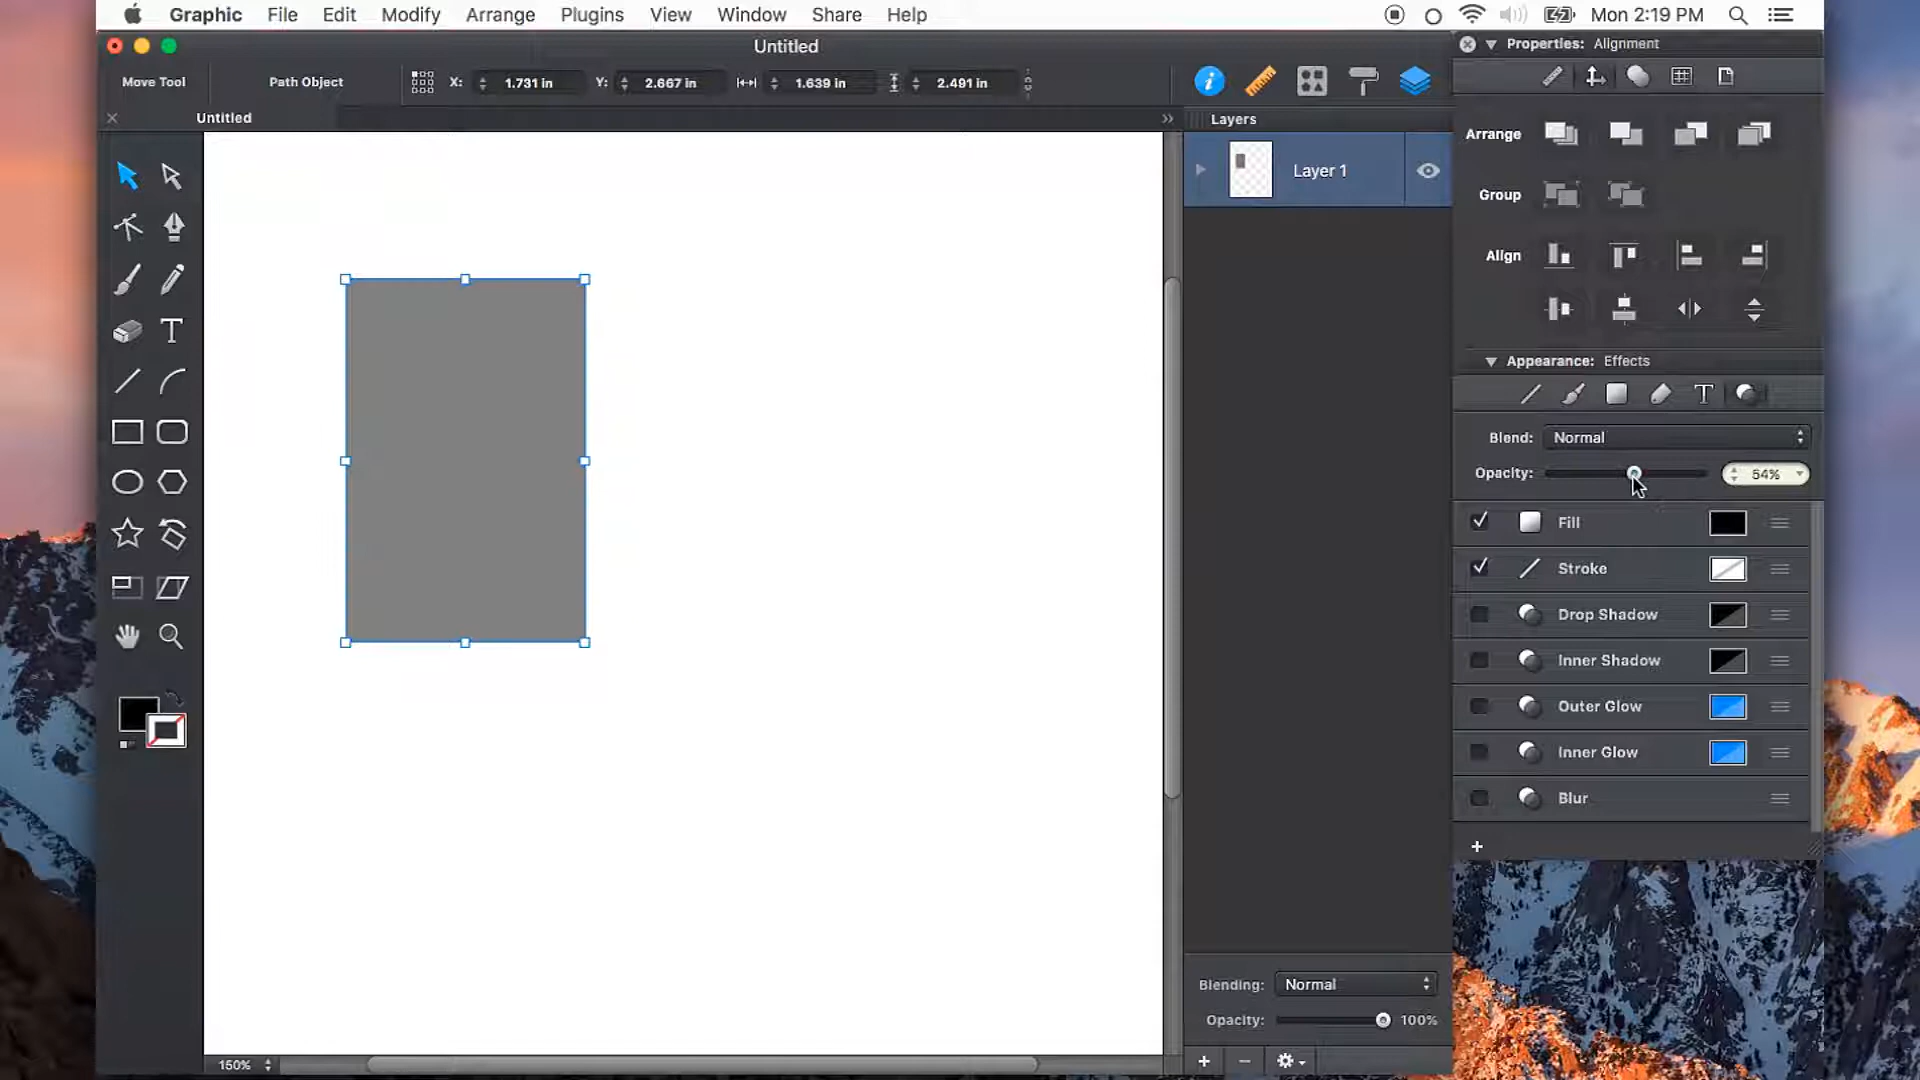 Graphic File Edit Modify Arrange Plugins View Window Share Help Mon 2:19 PM
Untitled
Properties: Alignment
Move Tool Path Object X: 1.731 in Y: 2.667 in 1.639 in 2.491 in
Untitled
Layers
Layer 1
Arrange
Group
Align
Appearance: Effects
Blend: Normal
Opacity: 54%
Fill
Stroke
Drop Shadow
Inner Shadow
Outer Glow
Inner Glow
Blur
Blending: Normal
Opacity: 100%
150%